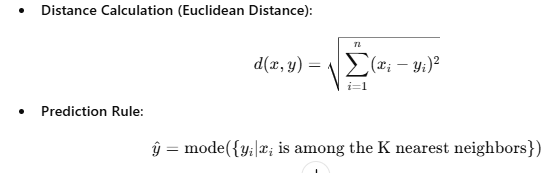 • Distance Calculation (Euclidean Distance):
d(x, y) = √(∑_{i=1}^{n} (x_i − y_i)²)
• Prediction Rule:
ŷ = mode({y_i|x_i is among the K nearest neighbors})